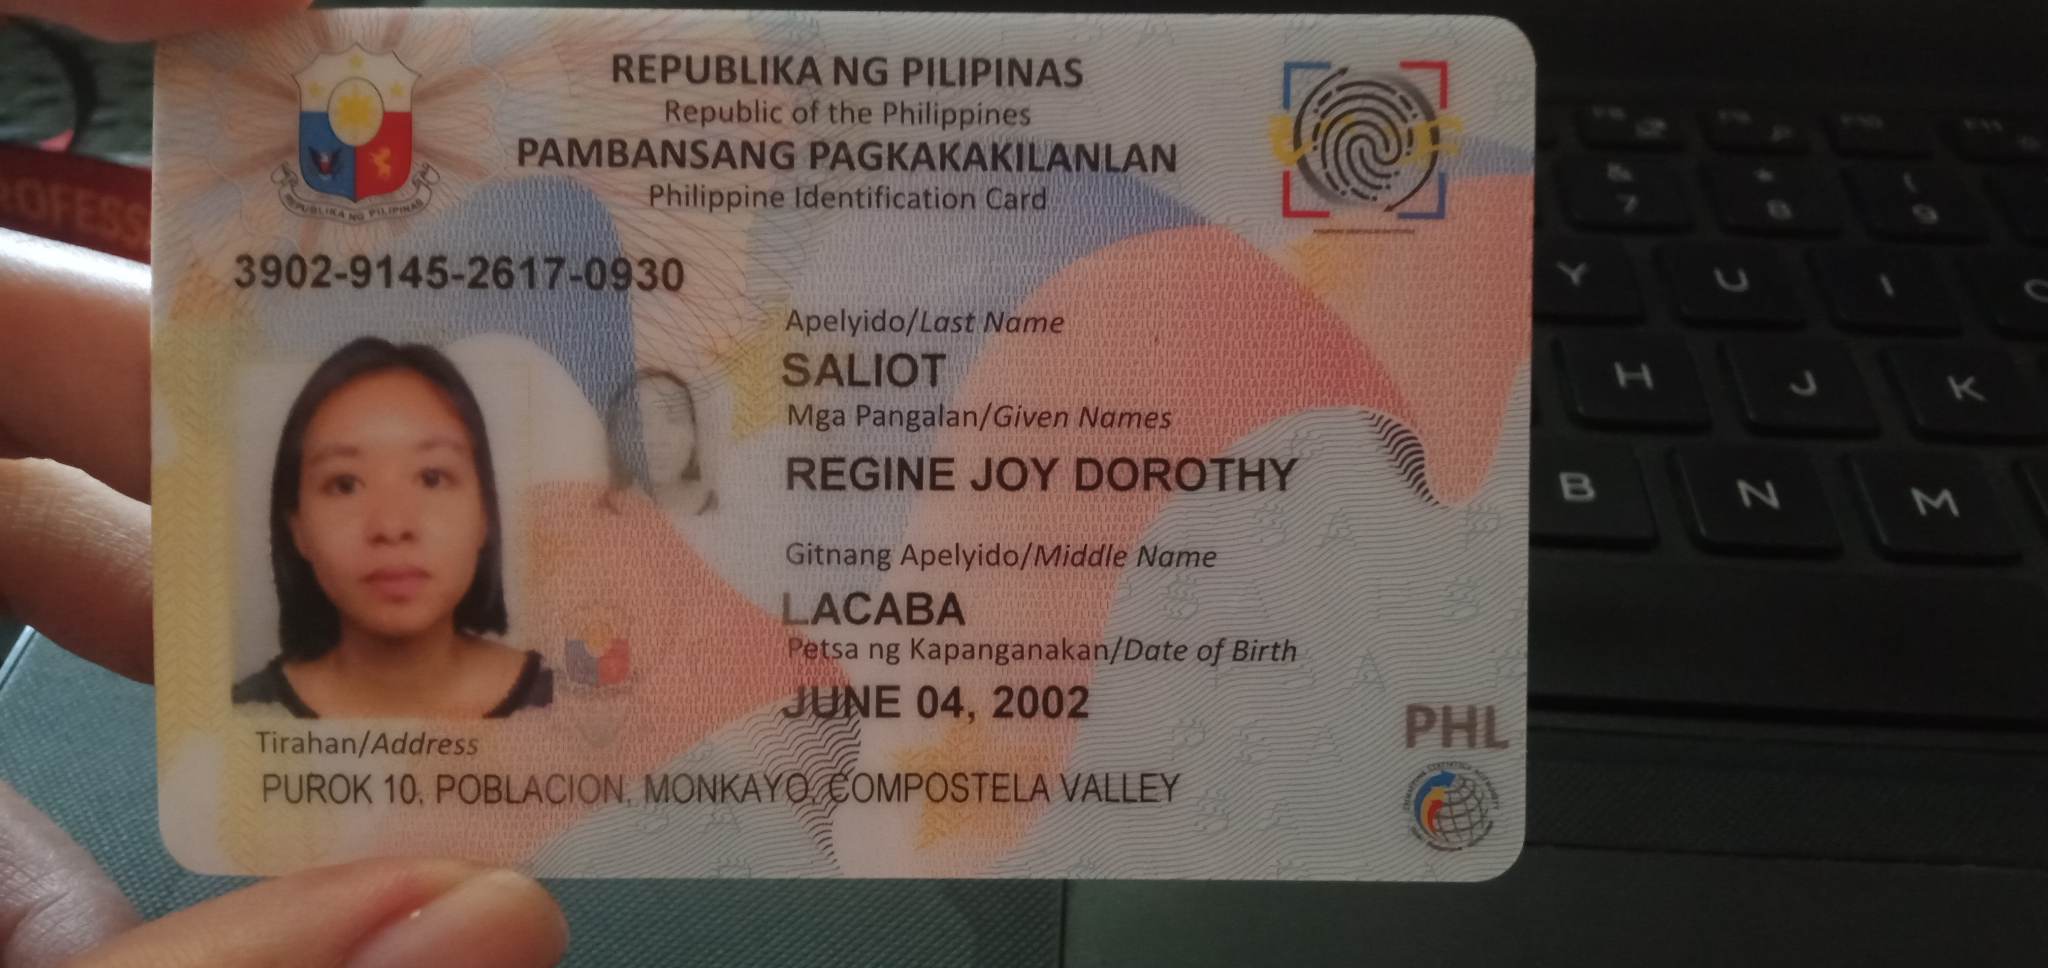 REPUBLIKA NG PILIPINAS
Republic of the Philippines
PAMBANSANG PAGKAKAKILANLAN
Philippine Identification Card
REPUBLIKA NG PILIPINAS
3902-9145-2617-0930
Apelyido/Last Name
SALIOT
Mga Pangalan/Given Names
REGINE JOY DOROTHY
Gitnang Apelyido/Middle Name
LACABA
Petsa ng Kapanganakan/Date of Birth
JUNE 04, 2002
Tirahan/Address
PUROK 10, POBLACION, MONKAYO, COMPOSTELA VALLEY
PHL
& 7
* 8
( 9
Y U I
H J K
B N M